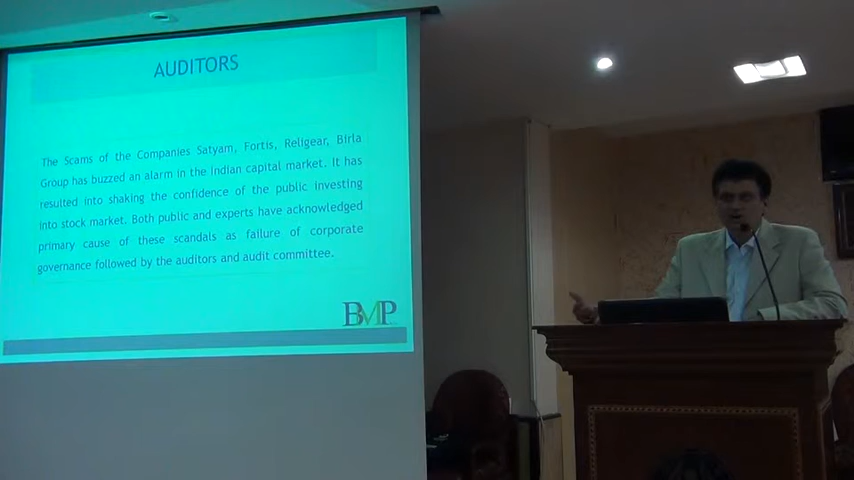 AUDITORS
The Scams of the Companies Satyam, Fortis, Religear, Birla
Group has buzzed an alarm in the indian capital market. It has
resulted into shaking the confidence of the public investing
into stock market. Both public and experts have acknowledged
primary cause of these scandals as failure of corporate
governance followed by the auditors and audit committee.
BMP